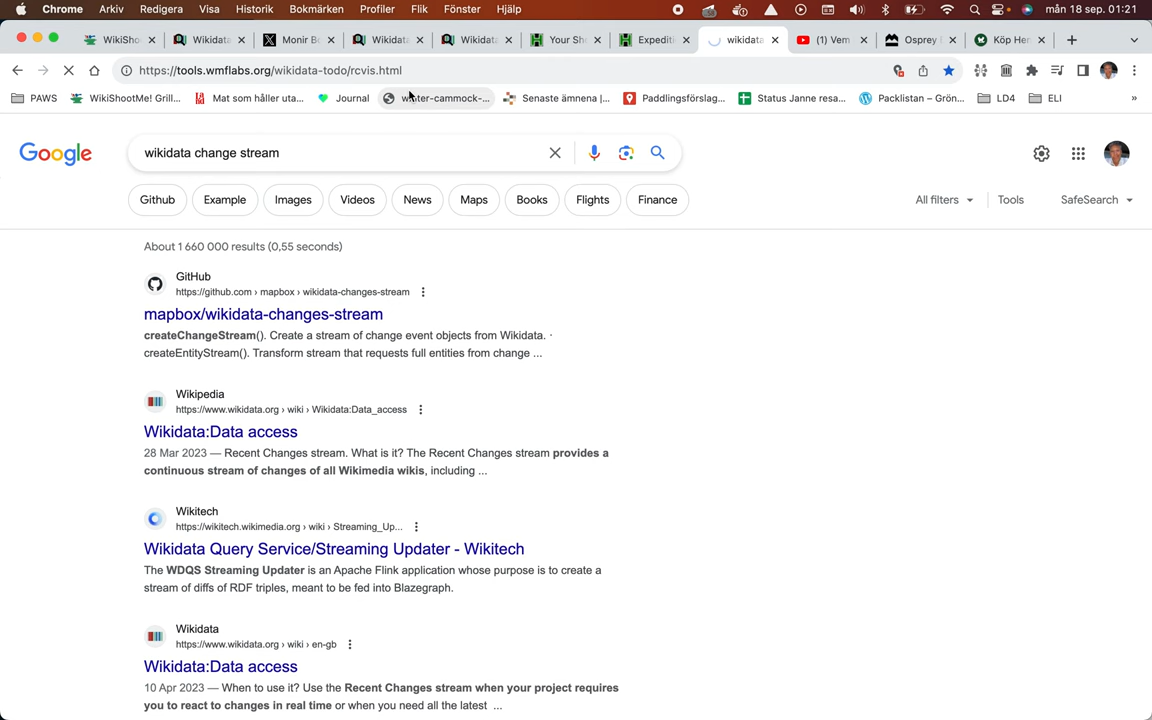 Chrome Arkiv Redigera Visa Historik Bokmärken Profiler Flik Fönster Hjälp mån 18 sep. 01:21
WikiSho Wikidata Monir B Wikidata Wikidata Your Sh Expediti wikidata (1) Vem Osprey Köp Her
https://tools.wmflabs.org/wikidata-todo/rcvis.html
PAWS WikiShootMe! Grill... Mat som håller uta... Journal winter-cammock-... Senaste ämnena |... Paddlingsförslag... Status Janne resa... Packlistan – Grön... LD4 ELI »
Google wikidata change stream
Github Example Images Videos News Maps Books Flights Finance All filters Tools SafeSearch
About 1 660 000 results (0,55 seconds)
GitHub
https://github.com › mapbox › wikidata-changes-stream
mapbox/wikidata-changes-stream
createChangeStream(). Create a stream of change event objects from Wikidata. ·
createEntityStream(). Transform stream that requests full entities from change ...
Wikipedia
https://www.wikidata.org › wiki › Wikidata:Data_access
Wikidata:Data access
28 Mar 2023 — Recent Changes stream. What is it? The Recent Changes stream provides a
continuous stream of changes of all Wikimedia wikis, including ...
Wikitech
https://wikitech.wikimedia.org › wiki › Streaming_Up...
Wikidata Query Service/Streaming Updater - Wikitech
The WDQS Streaming Updater is an Apache Flink application whose purpose is to create a
stream of diffs of RDF triples, meant to be fed into Blazegraph.
Wikidata
https://www.wikidata.org › wiki › en-gb
Wikidata:Data access
10 Apr 2023 — When to use it? Use the Recent Changes stream when your project requires
you to react to changes in real time or when you need all the latest ...